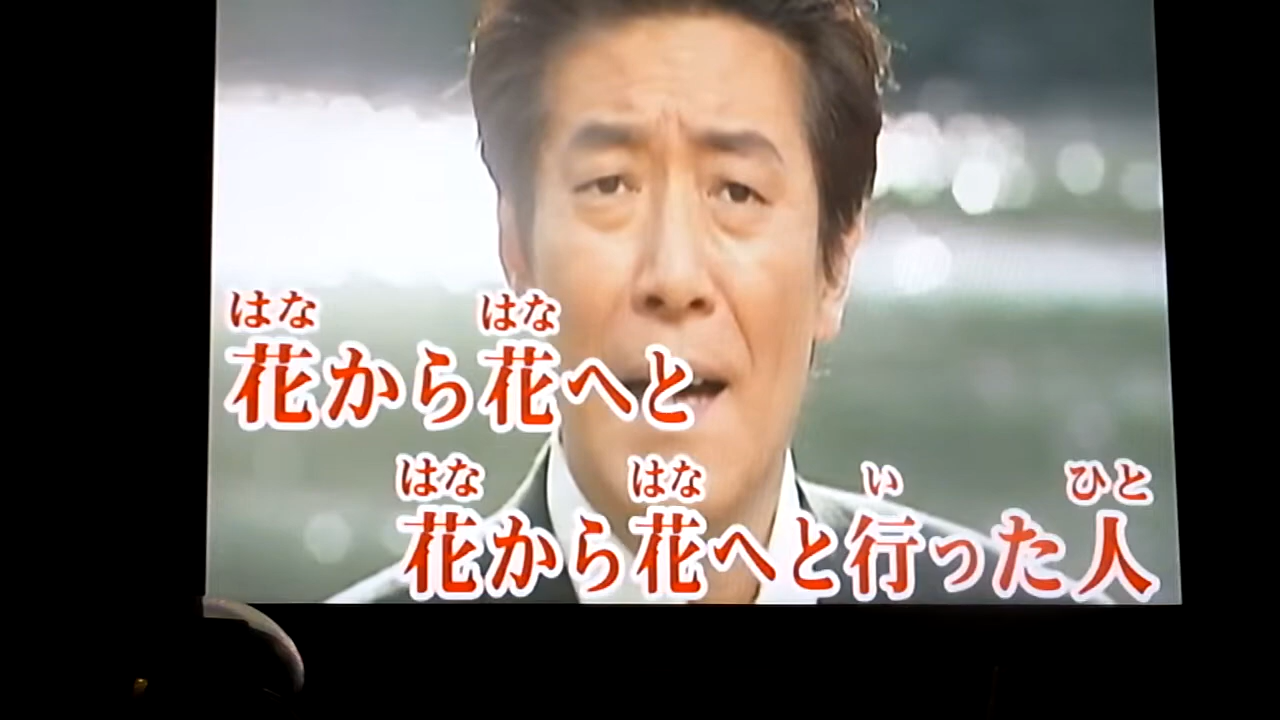 はな はな
花から花へと
はな はな い ひと
花から花へと行った人